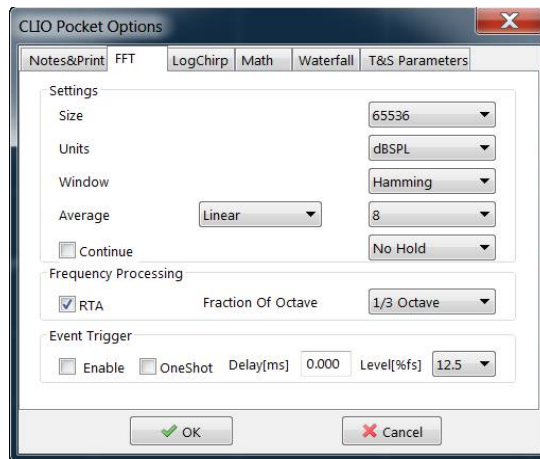 CLIO Pocket Options
Notes&Print FFT LogChirp Math Waterfall T&S Parameters
Settings
Size 65536
Units dBSPL
Window Hamming
Average Linear 8
Continue No Hold
Frequency Processing
RTA Fraction Of Octave 1/3 Octave
Event Trigger
Enable OneShot Delay[ms] 0.000 Level[%fs] 12.5
OK Cancel